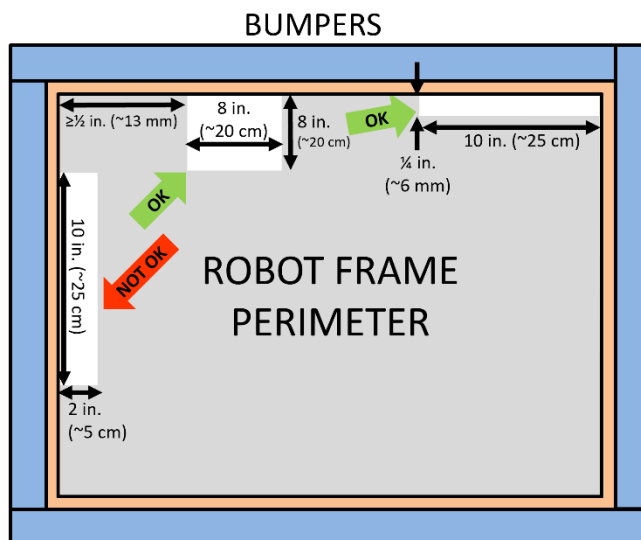 BUMPERS
≥½ in. (~13 mm)
8 in.
(~20 cm)
8 in.
(~20 cm)
OK
10 in. (~25 cm)
¼ in.
(~6 mm)
OK
NOT OK
10 in. (~25 cm)
2 in.
(~5 cm)
ROBOT FRAME
PERIMETER